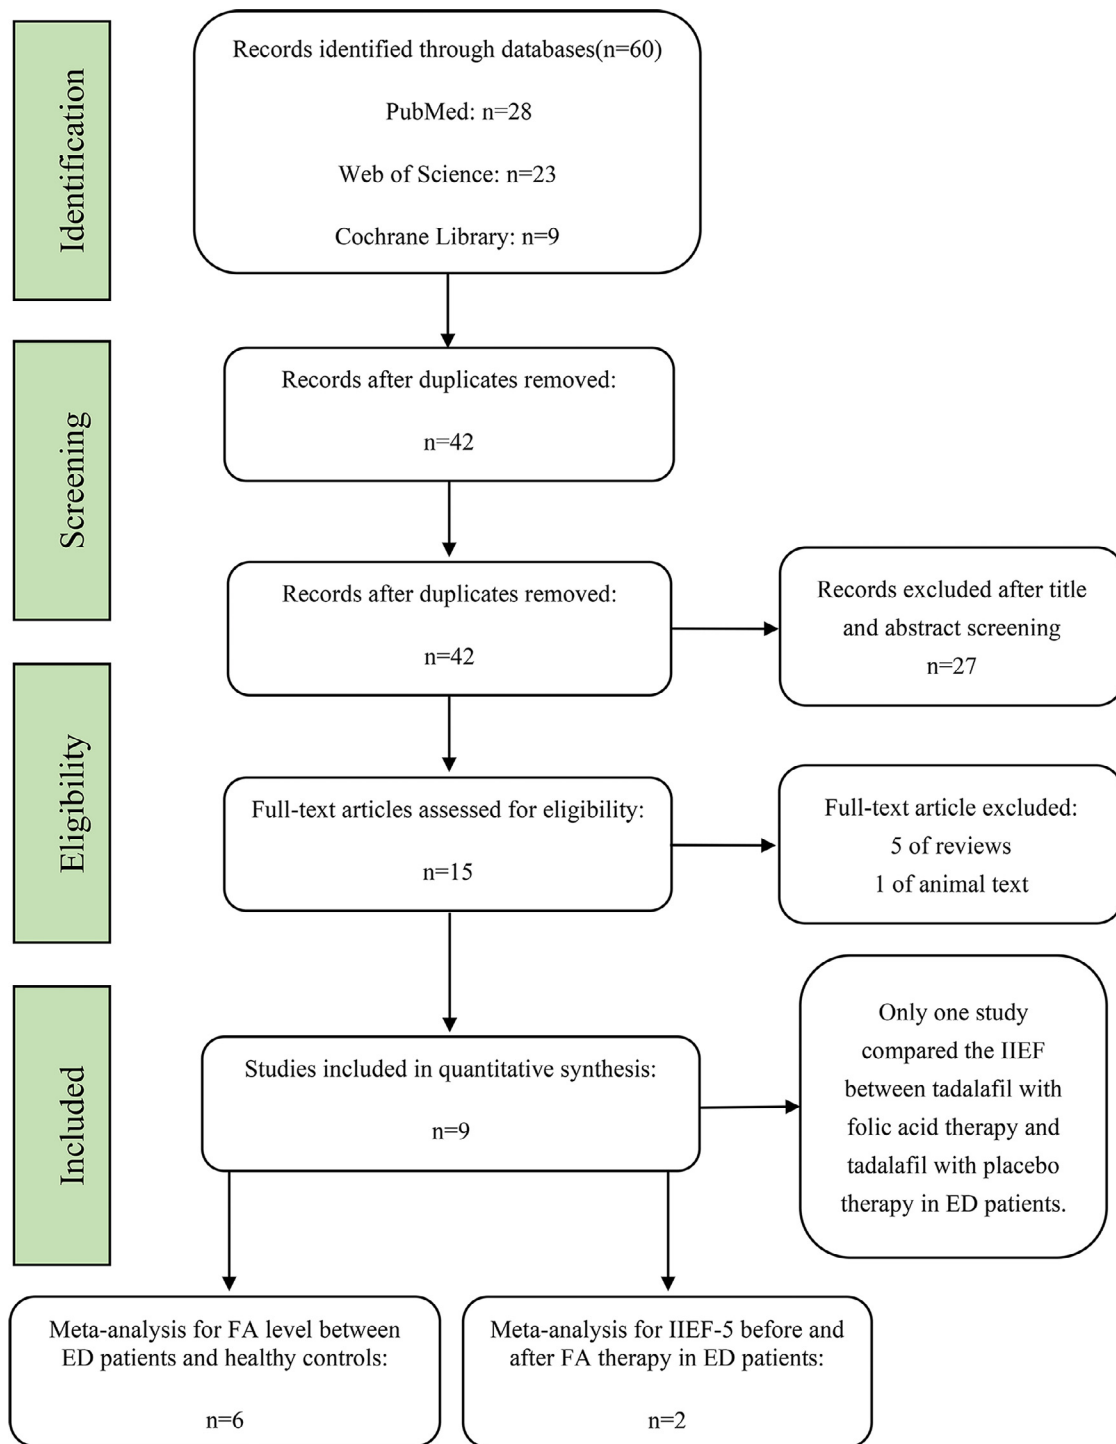 Identification
Records identified through databases(n=60)
PubMed: n=28
Web of Science: n=23
Cochrane Library: n=9
Screening
Records after duplicates removed:
n=42
Records after duplicates removed:
n=42
Records excluded after title
and abstract screening
n=27
Eligibility
Full-text articles assessed for eligibility:
n=15
Full-text article excluded:
5 of reviews
1 of animal text
Included
Studies included in quantitative synthesis:
n=9
Only one study
compared the IIEF
between tadalafil with
folic acid therapy and
tadalafil with placebo
therapy in ED patients.
Meta-analysis for FA level between
ED patients and healthy controls:
n=6
Meta-analysis for IIEF-5 before and
after FA therapy in ED patients:
n=2